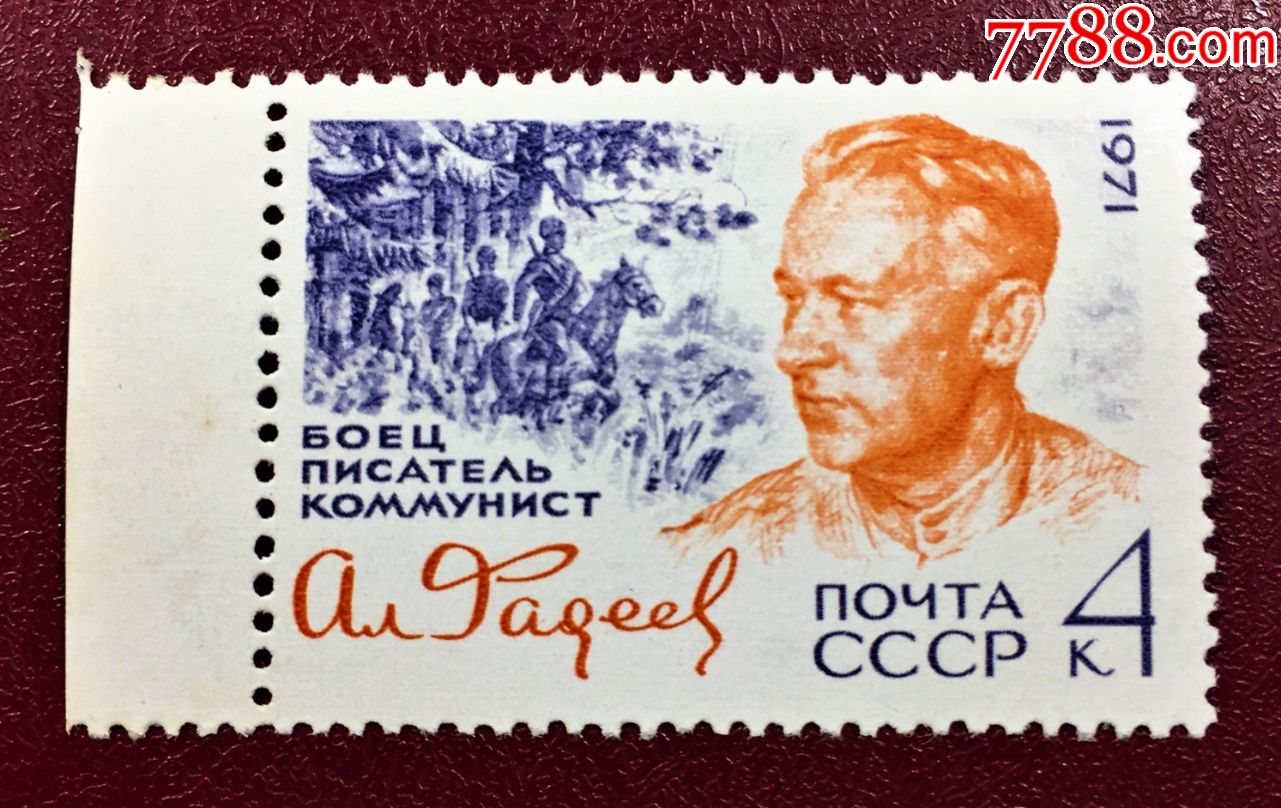 7788.com
1971
БОЕЦ
ПИСАТЕЛЬ
КОММУНИСТ
Ал Фадеев
ПОЧТА
СССР
4 к.